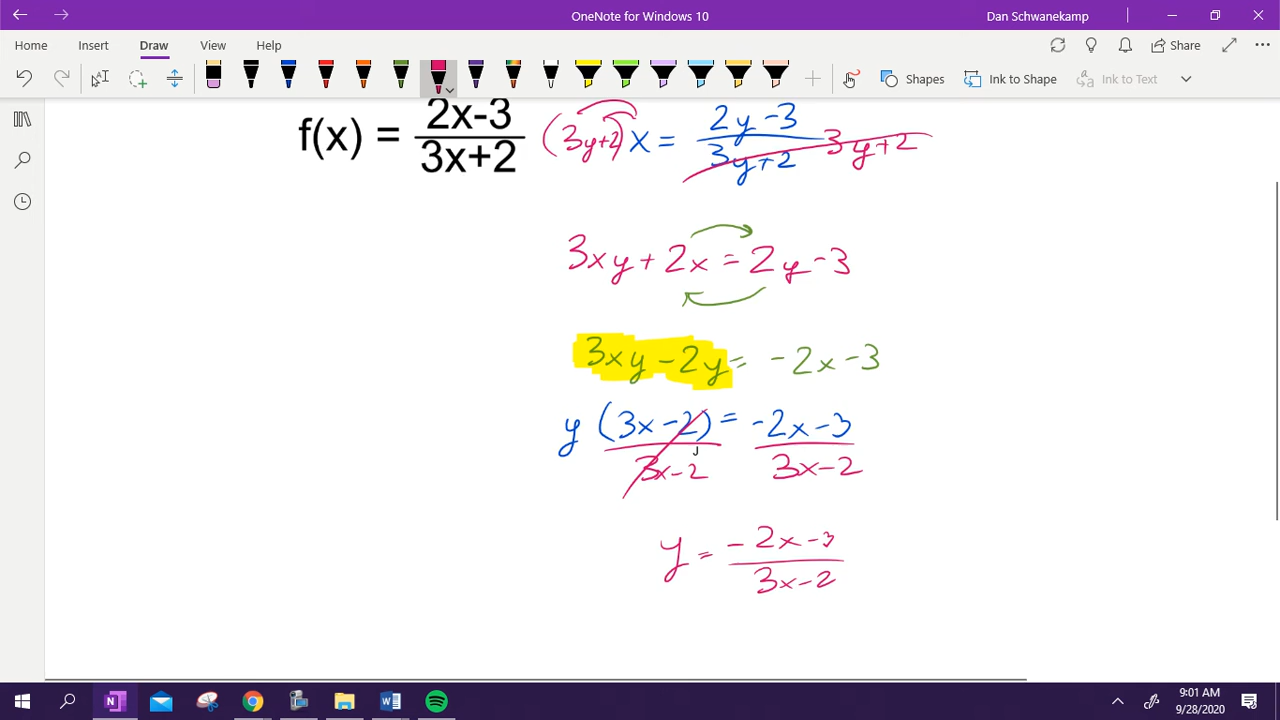 OneNote for Windows 10
Dan Schwanekamp
Home Insert Draw View Help
Share
Shapes Ink to Shape Ink to Text
f(x) = 2x-3 / 3x+2
(3y+2) x = 2y-3 / 3y+2 3y+2
3xy + 2x = 2y-3
3xy-2y = -2x-3
y (3x-2) / 3x-2 = -2x-3 / 3x-2
y = -2x-3 / 3x-2
9:01 AM
9/28/2020